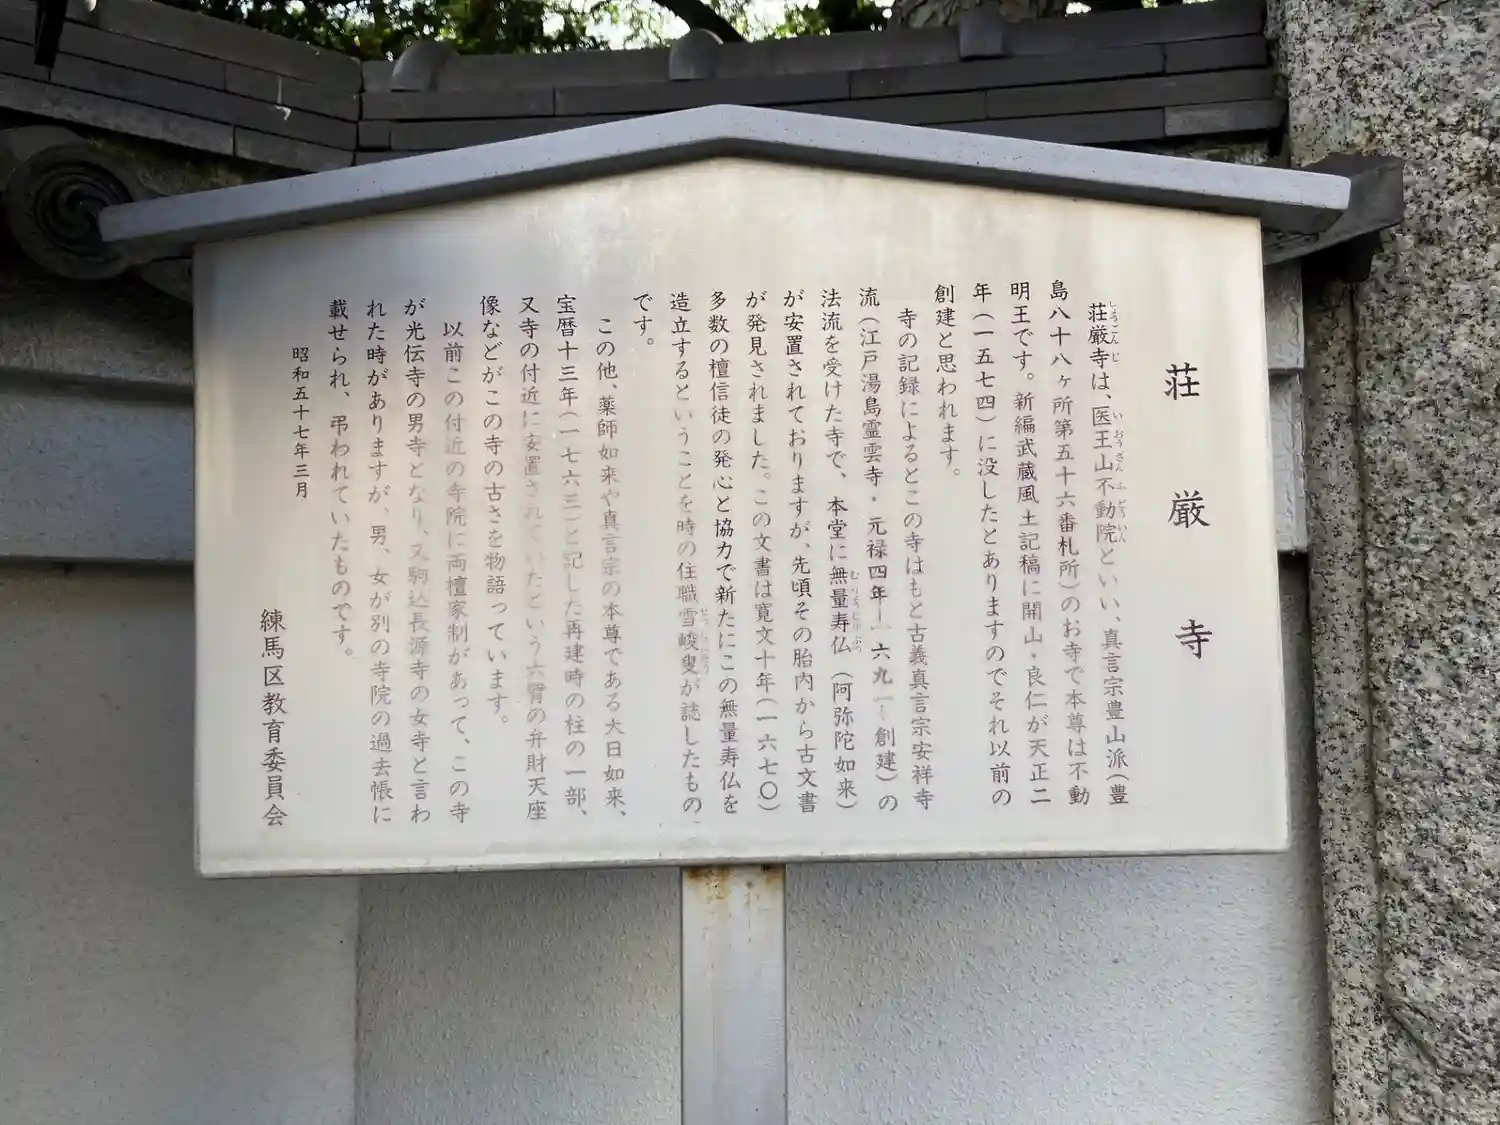 荘厳寺
荘厳寺は、医王山不動院といい、真言宗豊山派(豊
島八十八ヶ所第五十六番札所)のお寺で本尊は不動
明王です。新編武蔵風土記稿に開山・良仁が天正二
年(一五七四)に没したとありますのでそれ以前の
創建と思われます。
寺の記録によるとこの寺はもと古義真言宗安祥寺
流(江戸湯島霊雲寺・元禄四年―一六九一―創建)の
法流を受けた寺で、本堂に無量寿仏(阿弥陀如来)
が安置されておりますが、先頃その胎内から古文書
が発見されました。この文書は寛文十年(一六七〇)
多数の檀信徒の発心と協力で新たにこの無量寿仏を
造立するということを時の住職雪峻叟が誌したもの
です。
この他、薬師如来や真言宗の本尊である大日如来、
宝暦十三年(一七六三)と記した再建時の柱の一部、
又寺の付近に安置されていたという六臂の弁財天座
像などがこの寺の古さを物語っています。
以前この付近の寺院に両檀家制があって、この寺
が光伝寺の男寺となり、又駒込長源寺の女寺と言わ
れた時がありますが、男、女が別の寺院の過去帳に
載せられ、弔われていたものです。
昭和五十七年三月
練馬区教育委員会